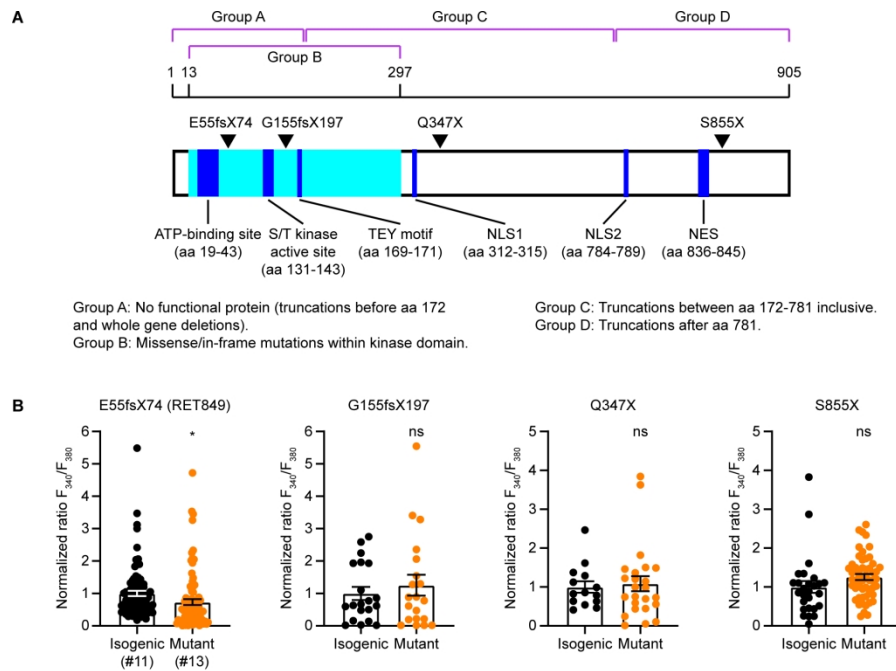 A
Group A
Group C
Group D
Group B
1
13
297
905
E55fsX74
G155fsX197
Q347X
S855X
ATP-binding site
(aa 19-43)
S/T kinase
active site
(aa 131-143)
TEY motif
(aa 169-171)
NLS1
(aa 312-315)
NLS2
(aa 784-789)
NES
(aa 836-845)
Group A: No functional protein (truncations before aa 172
and whole gene deletions).
Group B: Missense/in-frame mutations within kinase domain.
Group C: Truncations between aa 172-781 inclusive.
Group D: Truncations after aa 781.
B
E55fsX74 (RET849)
Normalized ratio F340/F380
6
5
4
3
2
1
0
*
Isogenic
(#11)
Mutant
(#13)
G155fsX197
Normalized ratio F340/F380
6
5
4
3
2
1
0
ns
Isogenic Mutant
Q347X
Normalized ratio F340/F380
5
4
3
2
1
0
ns
Isogenic Mutant
S855X
Normalized ratio F340/F380
5
4
3
2
1
0
ns
Isogenic Mutant